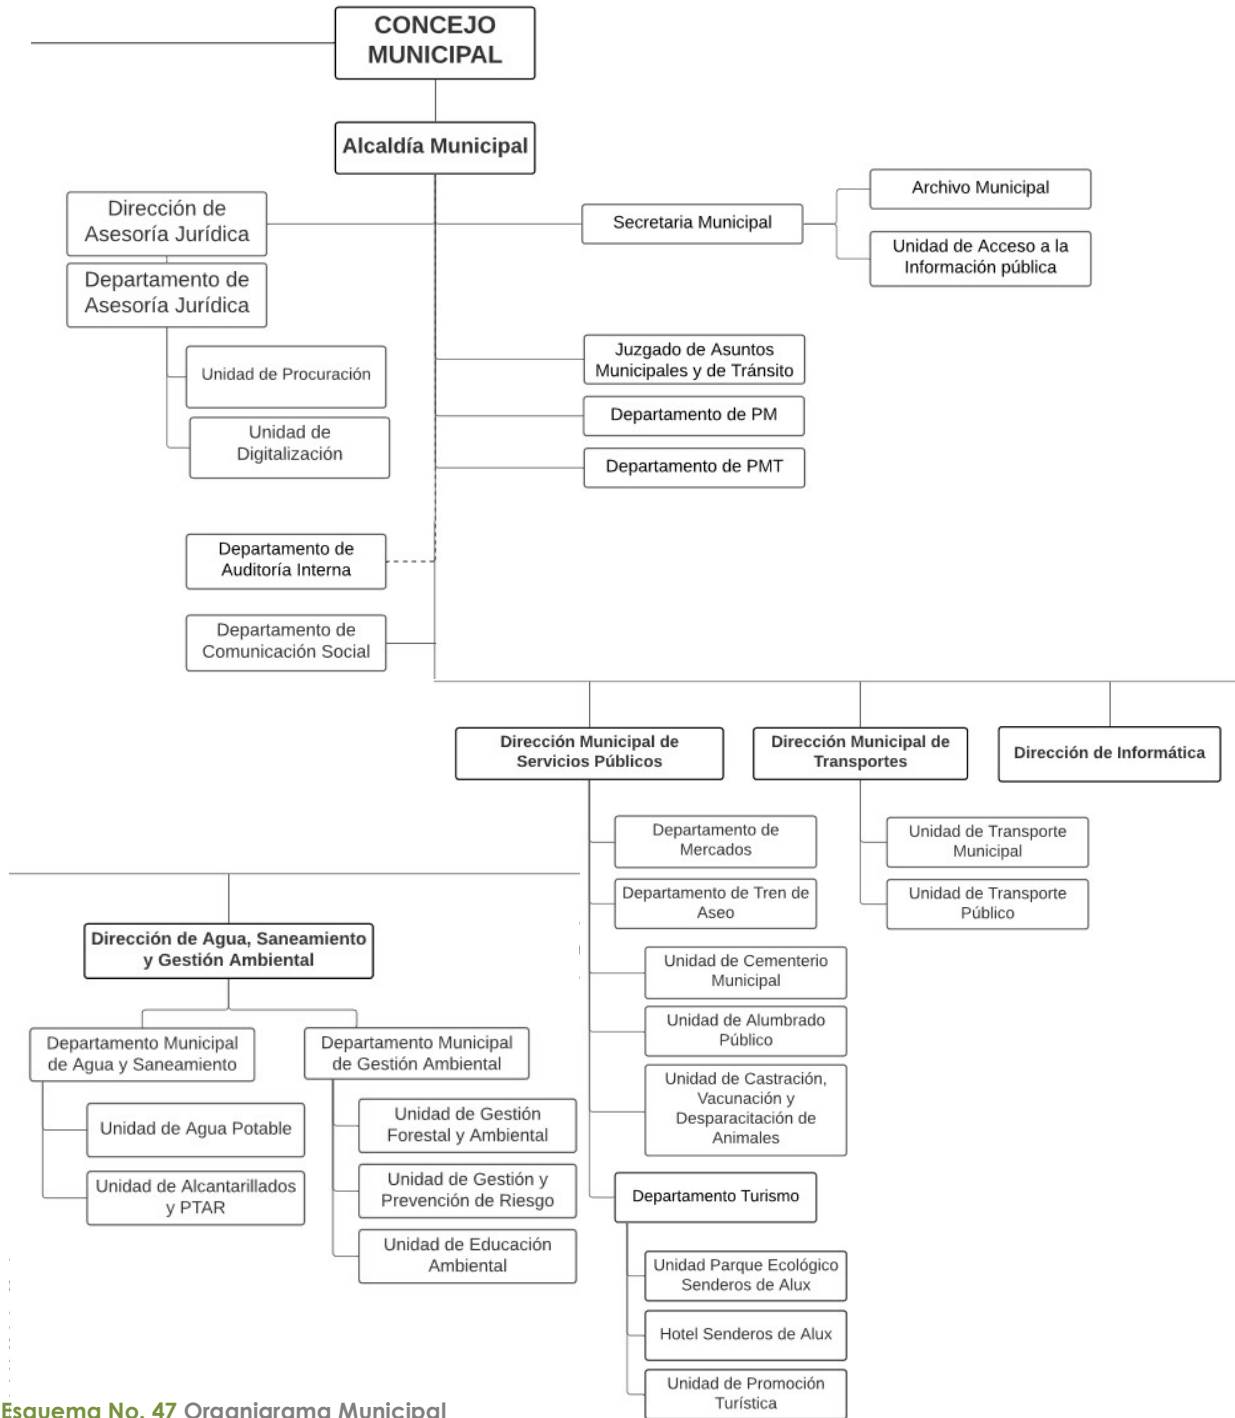 CONCEJO
MUNICIPAL
Alcaldía Municipal
Dirección de
Asesoría Jurídica
Departamento de
Asesoría Jurídica
Unidad de Procuración
Unidad de
Digitalización
Secretaria Municipal
Archivo Municipal
Unidad de Acceso a la
Información pública
Juzgado de Asuntos
Municipales y de Tránsito
Departamento de PM
Departamento de PMT
Departamento de
Auditoría Interna
Departamento de
Comunicación Social
Dirección Municipal de
Servicios Públicos
Dirección Municipal de
Transportes
Dirección de Informática
Departamento de
Mercados
Departamento de Tren de
Aseo
Unidad de Cementerio
Municipal
Unidad de Alumbrado
Público
Unidad de Castración,
Vacunación y
Desparacitación de
Animales
Departamento Turismo
Unidad Parque Ecológico
Senderos de Alux
Hotel Senderos de Alux
Unidad de Promoción
Turística
Unidad de Transporte
Municipal
Unidad de Transporte
Público
Dirección de Agua, Saneamiento
y Gestión Ambiental
Departamento Municipal
de Agua y Saneamiento
Unidad de Agua Potable
Unidad de Alcantarillados
y PTAR
Departamento Municipal
de Gestión Ambiental
Unidad de Gestión
Forestal y Ambiental
Unidad de Gestión y
Prevención de Riesgo
Unidad de Educación
Ambiental
Esquema No. 47 Organigrama Municipal